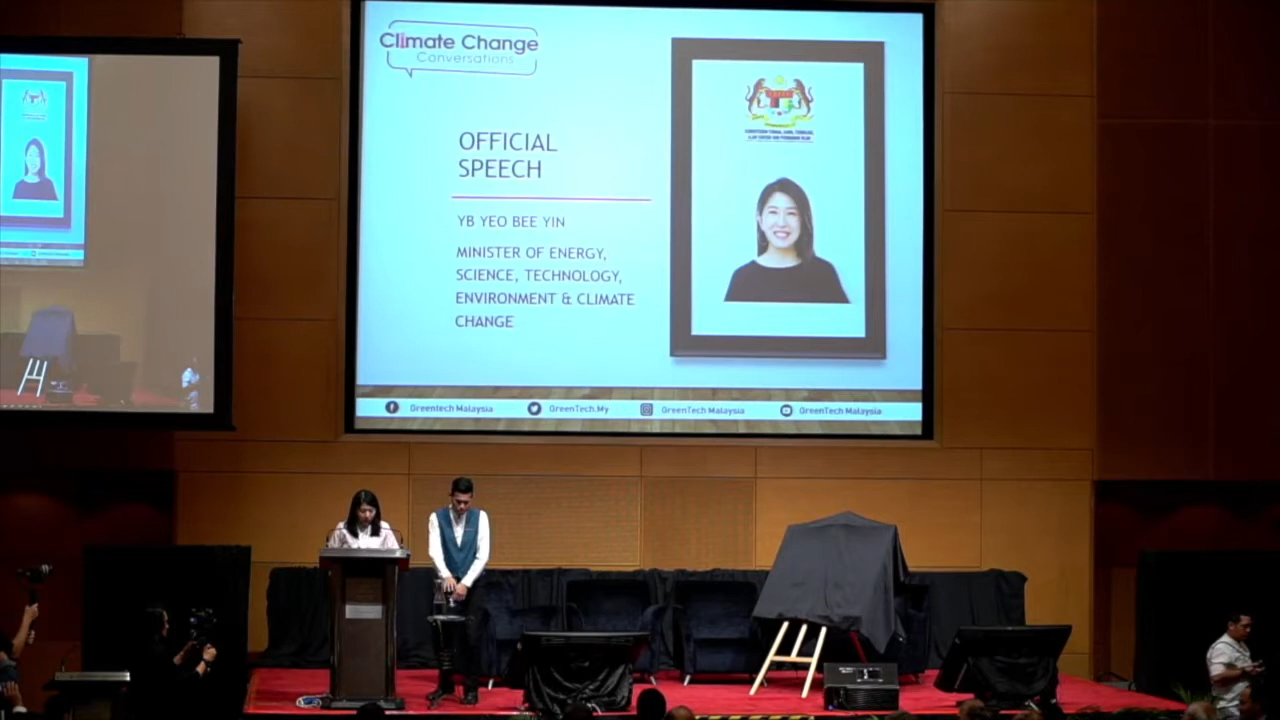 Climate Change
Conversations
OFFICIAL
SPEECH
YB YEO BEE YIN
MINISTER OF ENERGY,
SCIENCE, TECHNOLOGY,
ENVIRONMENT & CLIMATE
CHANGE
Greentech Malaysia
GreenTech.My
GreenTech Malaysia
GreenTech Malaysia